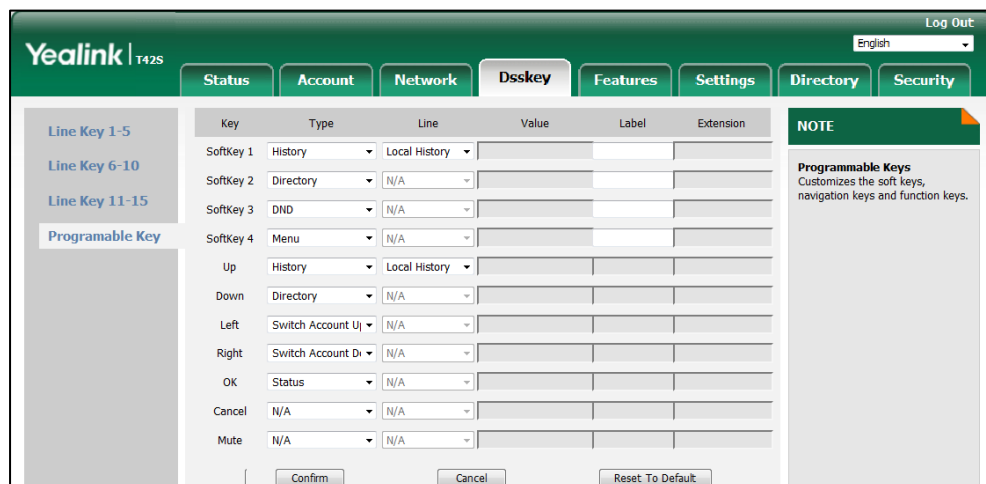 Log Out
Yealink | T42S
English
Status Account Network Dsskey Features Settings Directory Security
Line Key 1-5
Line Key 6-10
Line Key 11-15
Programable Key
Key Type Line Value Label Extension
SoftKey 1 History Local History
SoftKey 2 Directory N/A
SoftKey 3 DND N/A
SoftKey 4 Menu N/A
Up History Local History
Down Directory N/A
Left Switch Account U N/A
Right Switch Account D N/A
OK Status N/A
Cancel N/A N/A
Mute N/A N/A
Confirm Cancel Reset To Default
NOTE
Programmable Keys
Customizes the soft keys,
navigation keys and function keys.